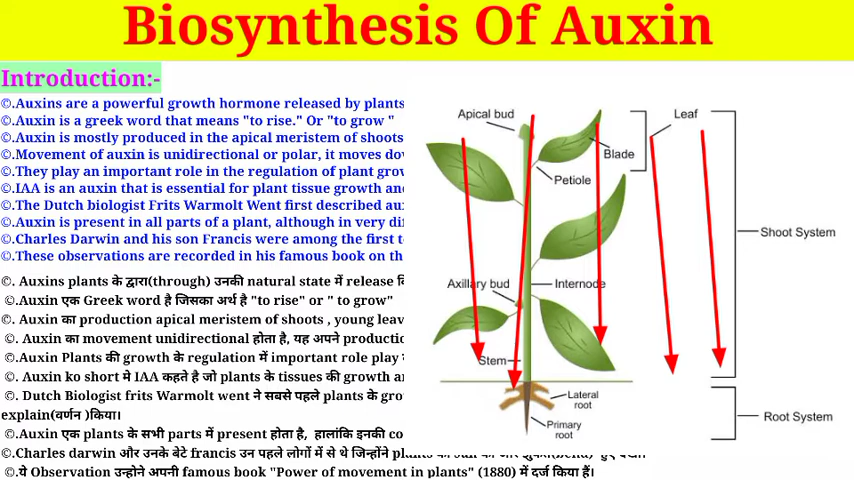 Biosynthesis Of Auxin
Introduction:-
©.Auxins are a powerful growth hormone released by plants
©.Auxin is a greek word that means "to rise." Or "to grow "
©.Auxin is mostly produced in the apical meristem of shoots
©.Movement of auxin is unidirectional or polar, it moves
©.They play an important role in the regulation of plant
©.IAA is an auxin that is essential for plant tissue growth
©.The Dutch biologist Frits Warmolt Went first described
©.Auxin is present in all parts of a plant, although in very
©.Charles Darwin and his son Francis were among the first
©.These observations are recorded in his famous book on
©. Auxins plants के द्वारा(through) उनकी natural state में release
©.Auxin एक Greek word है जिसका अर्थ है "to rise" or " to grow"
©. Auxin का production apical meristem of shoots , young
©. Auxin का movement unidirectional होता है, यह अपने
©.Auxin Plants की growth के regulation में important role play
©. Auxin ko short मे IAA कहते है जो plants के tissues की growth
©. Dutch Biologist frits Warmolt went ने सबसे पहले plants के
explain(वर्णन )किया।
©.Auxin एक plants के सभी parts में present होता है, हालांकि इनकी
©.Charles darwin और उनके बेटे francis उन पहले लोगों में से थे जिन्होंने
©.ये Observation उन्होने अपनी famous book "Power of movement in plants" (1880) में दर्ज किया हैं।
Apical bud
Leaf
Blade
Petiole
Shoot System
Axillary bud
Internode
Stem
Lateral
root
Primary
root
Root System